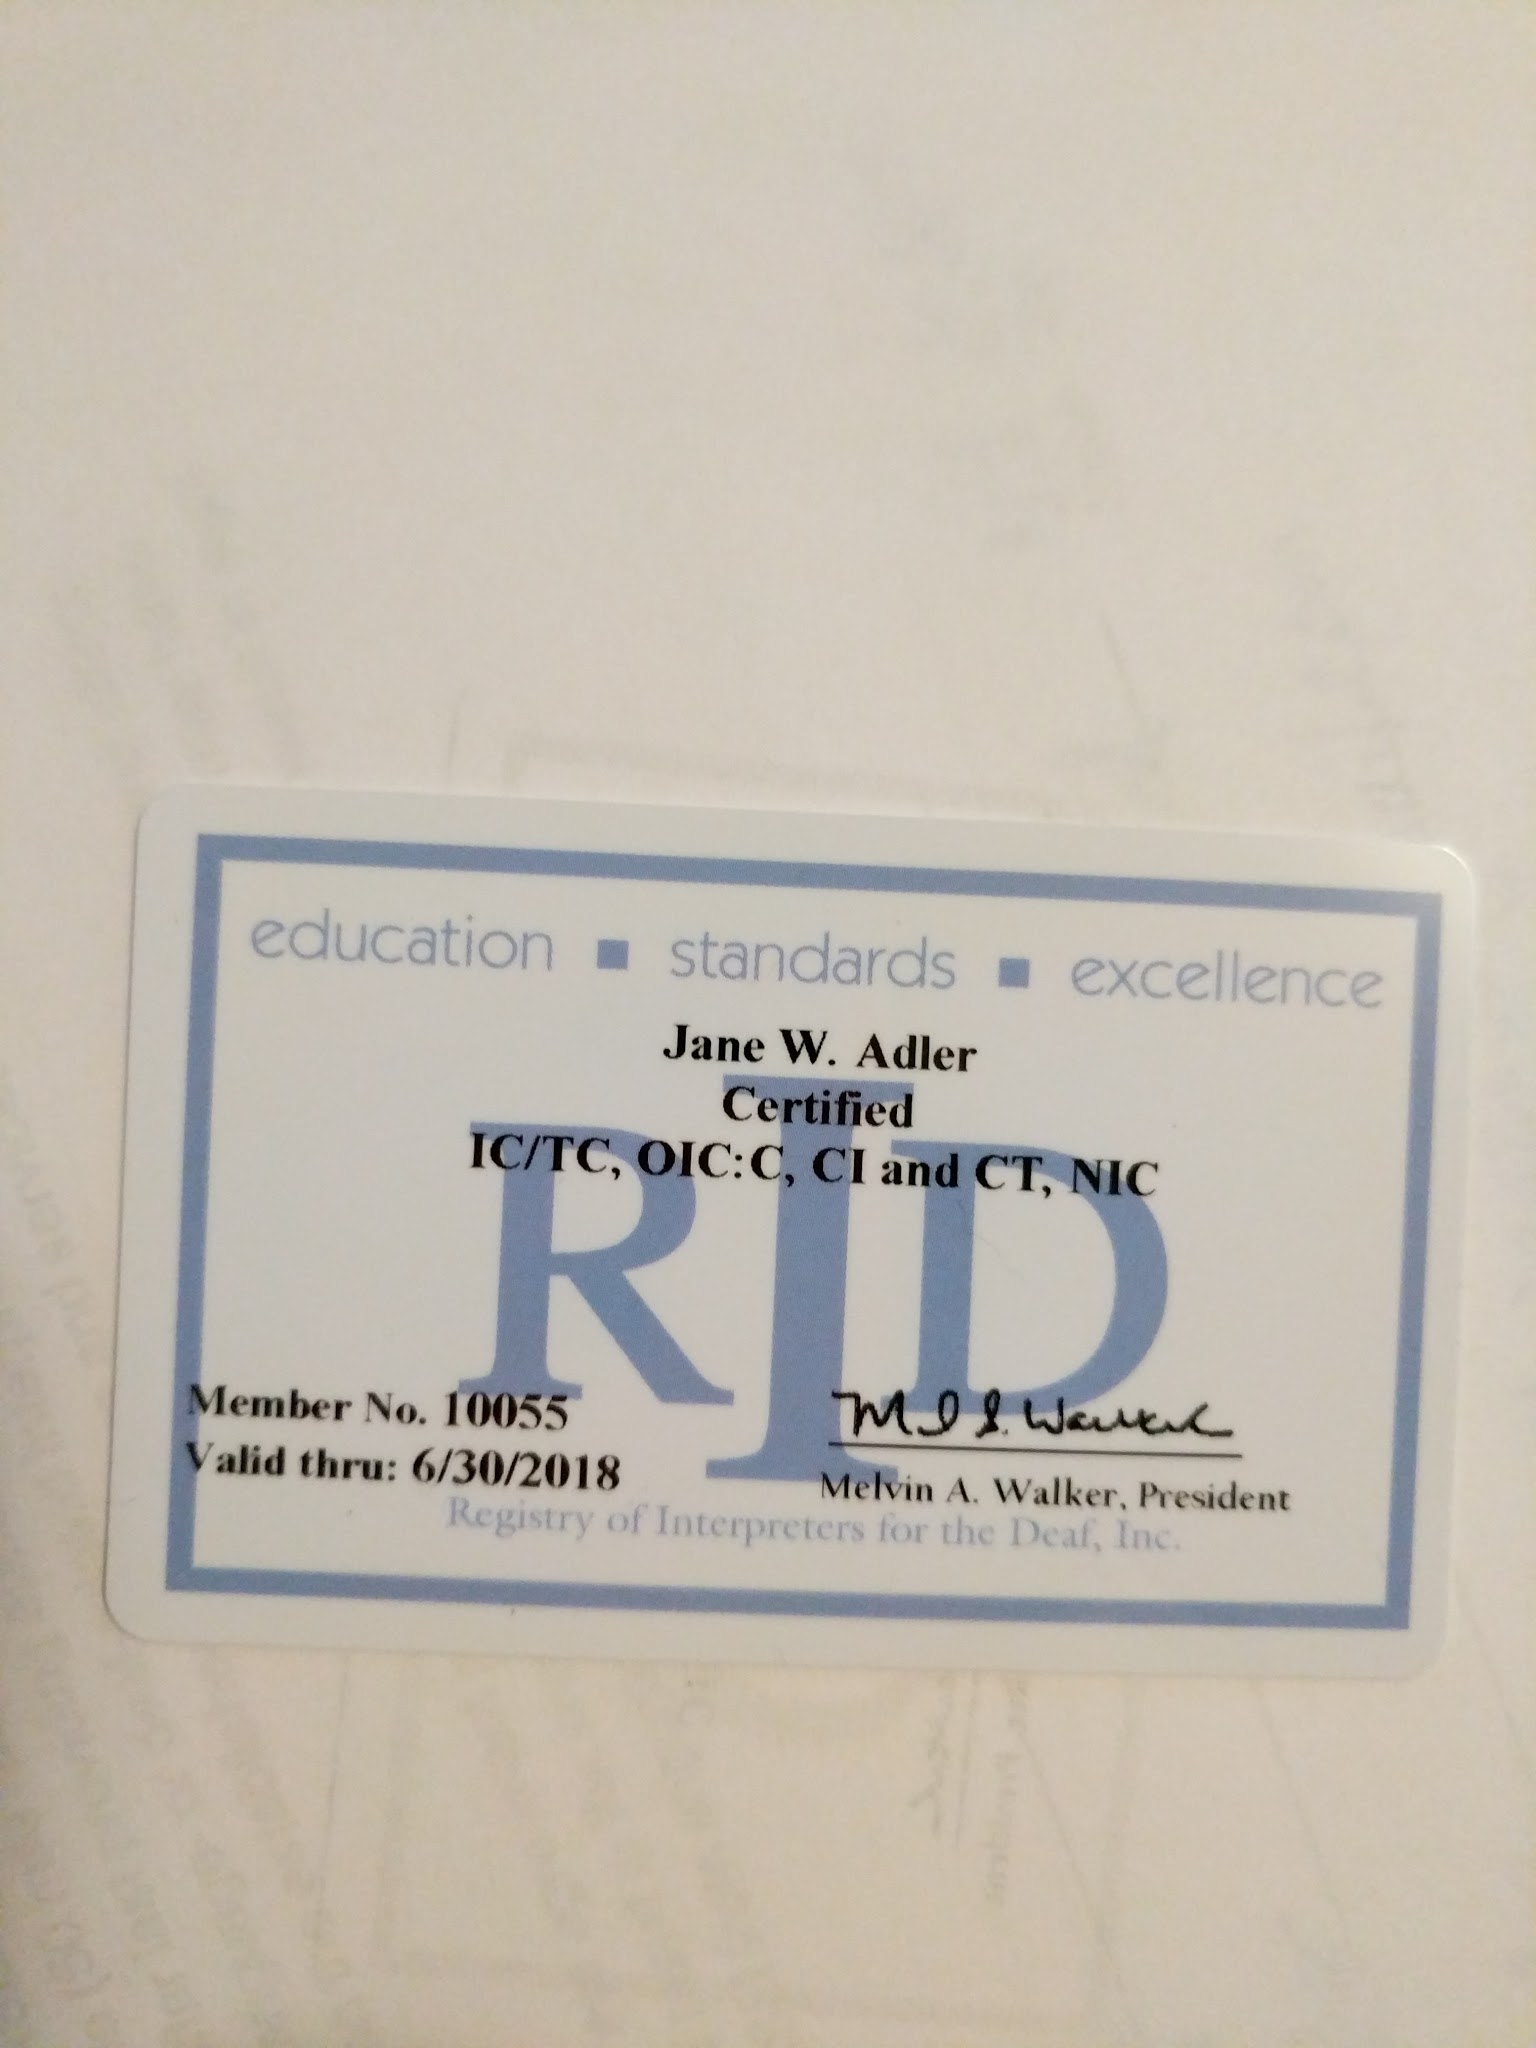 education ▪ standards ▪ excellence
Jane W. Adler
Certified
IC/TC, OIC:C, CI and CT, NIC
RID
Member No. 10055
Valid thru: 6/30/2018
Melvin A. Walker, President
Registry of Interpreters for the Deaf, Inc.